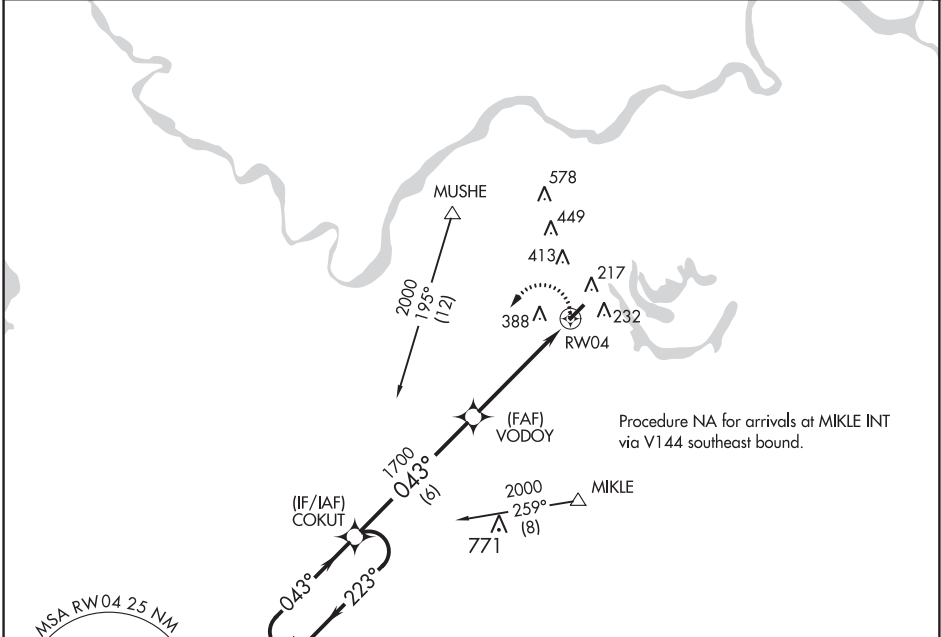 578
MUSHE
449
413
217
2000
195°
(12)
388
232
RW04
(FAF)
VODOY
Procedure NA for arrivals at MIKLE INT
via V144 southeast bound.
1700
043°
(6)
2000
MIKLE
259°
(8)
771
(IF/IAF)
COKUT
043°
223°
MSA RW04 25 NM